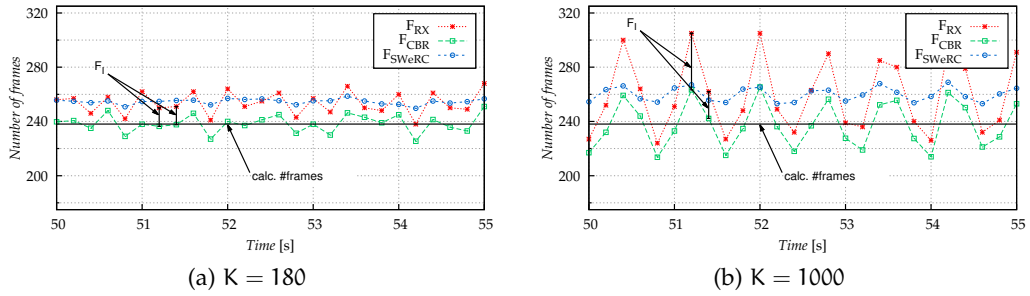 320
280
240
200
Number of frames
F_RX
F_CBR
F_SWeRC
F_I
calc. #frames
50
51
52
53
54
55
Time [s]
(a) K = 180
320
280
240
200
Number of frames
F_RX
F_CBR
F_SWeRC
F_I
calc. #frames
50
51
52
53
54
55
Time [s]
(b) K = 1000